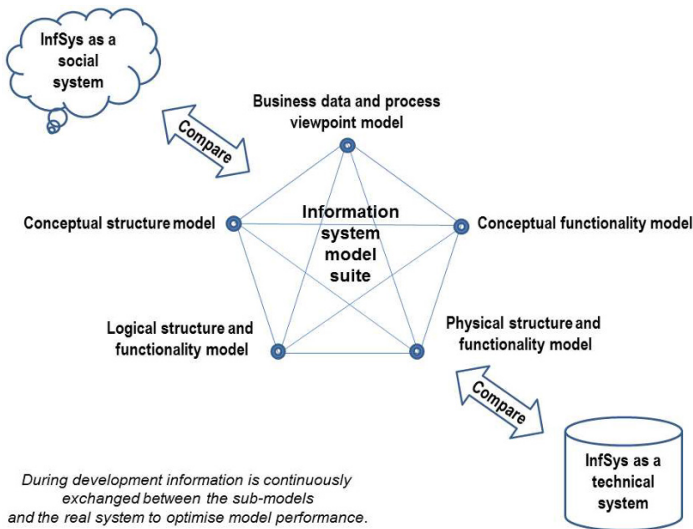 InfSys as a
social
system
Compare
Business data and process
viewpoint model
Conceptual structure model
Information
system
model
suite
Conceptual functionality model
Logical structure and
functionality model
Physical structure and
functionality model
Compare
InfSys as a
technical
system
During development information is continuously
exchanged between the sub-models
and the real system to optimise model performance.